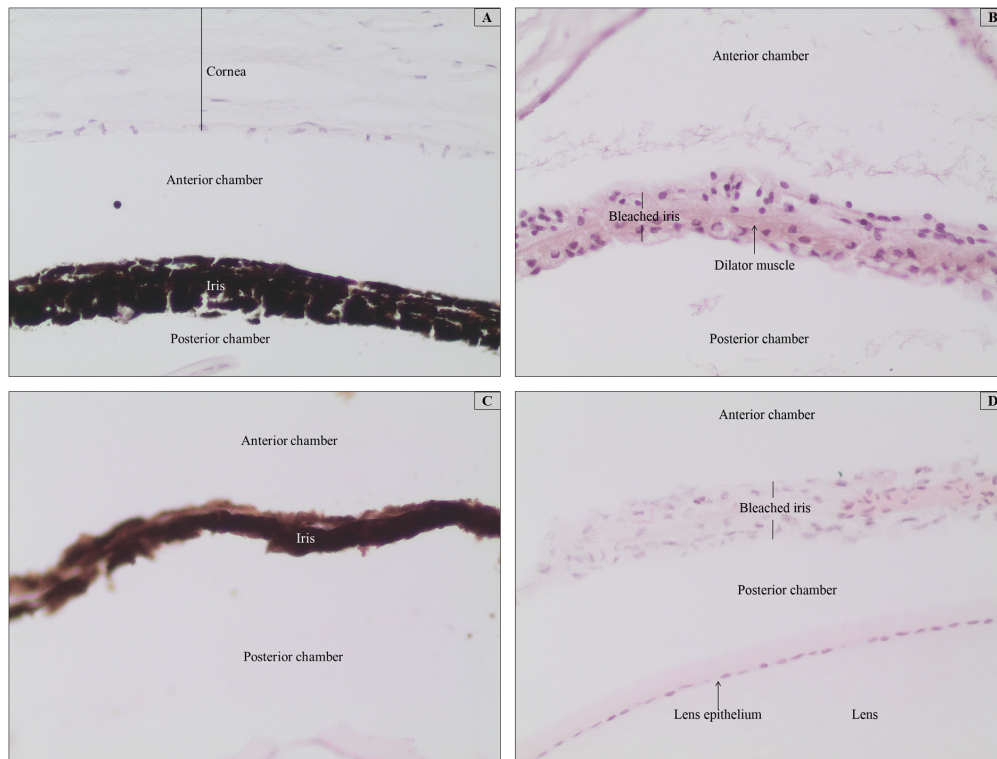 A
Cornea
Anterior chamber
Iris
Posterior chamber
B
Anterior chamber
Bleached iris
Dilator muscle
Posterior chamber
C
Anterior chamber
Iris
Posterior chamber
D
Anterior chamber
Bleached iris
Posterior chamber
Lens epithelium
Lens